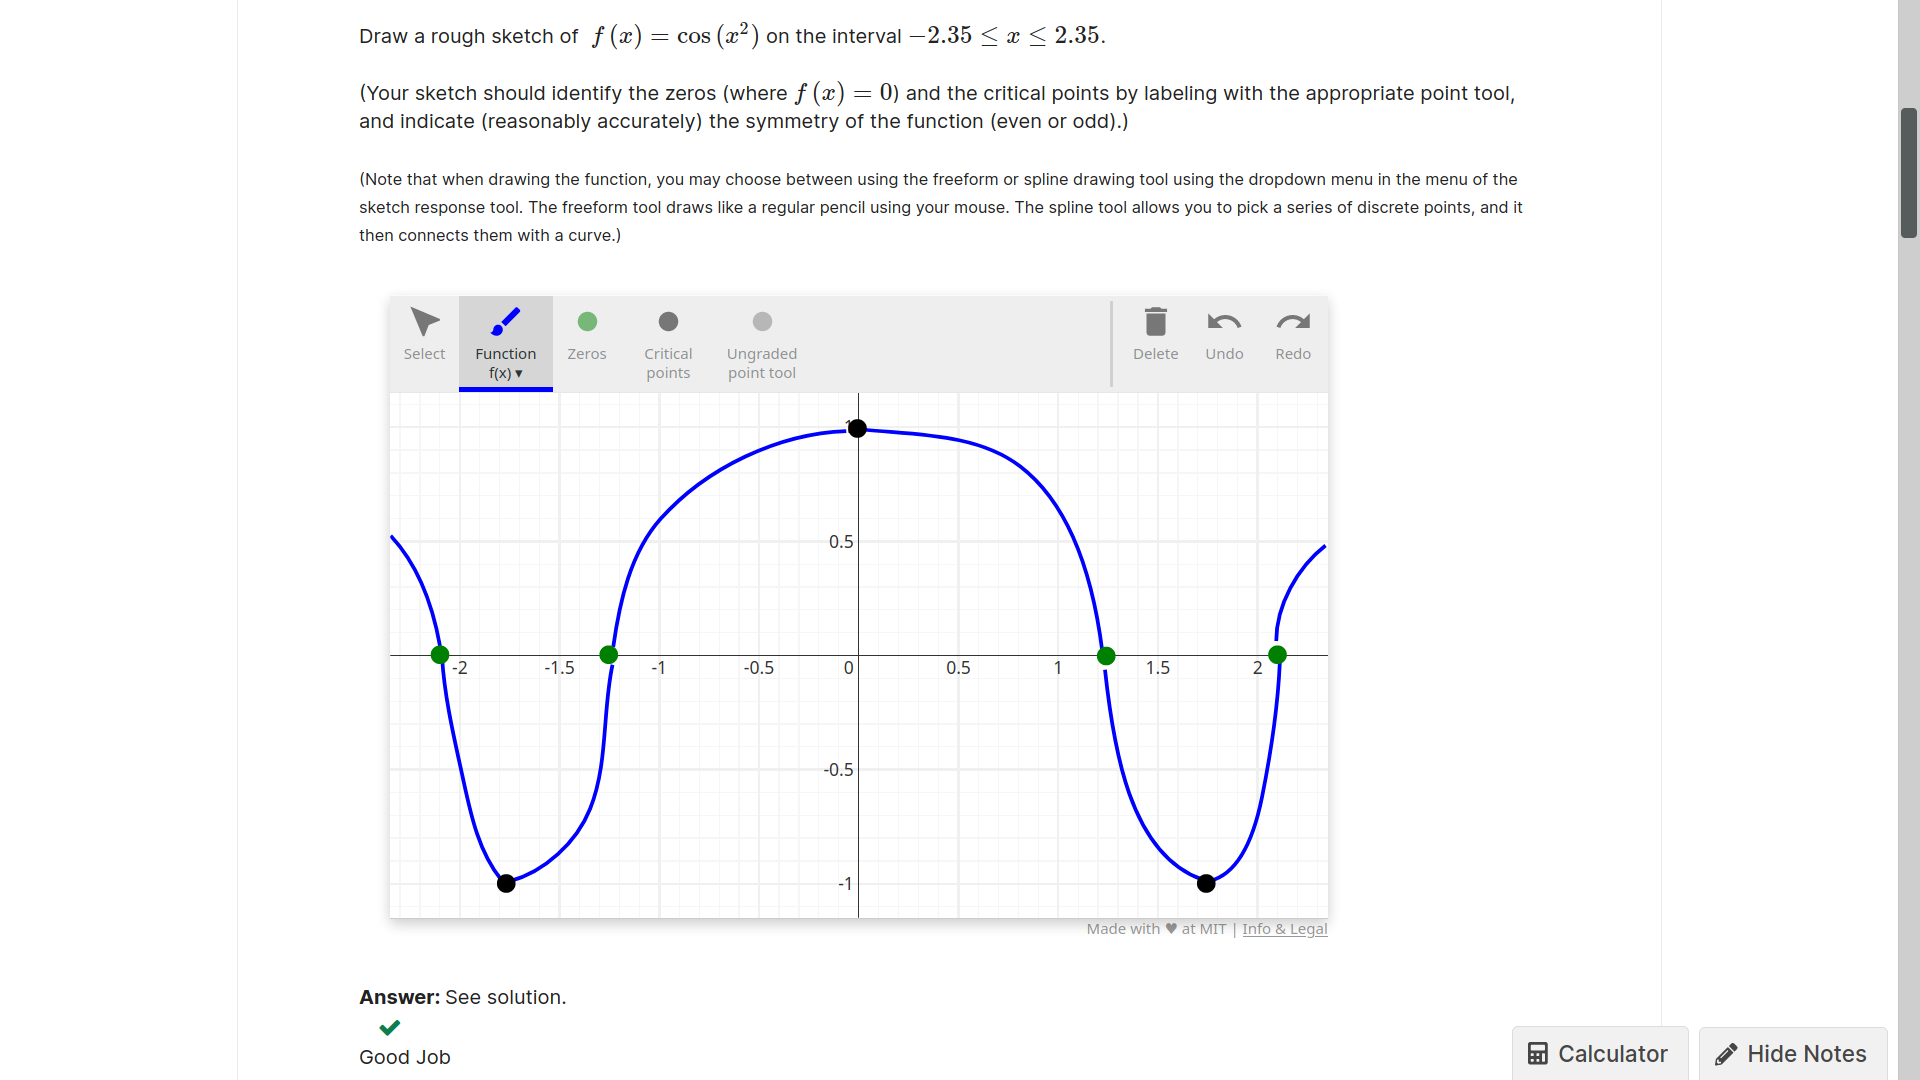 Draw a rough sketch of f (x) = cos (x²) on the interval −2.35 ≤ x ≤ 2.35.
(Your sketch should identify the zeros (where f (x) = 0) and the critical points by labeling with the appropriate point tool,
and indicate (reasonably accurately) the symmetry of the function (even or odd).)
(Note that when drawing the function, you may choose between using the freeform or spline drawing tool using the dropdown menu in the menu of the
sketch response tool. The freeform tool draws like a regular pencil using your mouse. The spline tool allows you to pick a series of discrete points, and it
then connects them with a curve.)
Select
Function
f(x) ▾
Zeros
Critical
points
Ungraded
point tool
Delete
Undo
Redo
1
0.5
-2 -1.5 -1 -0.5 0 0.5 1 1.5 2
-0.5
-1
Made with ♥ at MIT | Info & Legal
Answer: See solution.
Good Job
Calculator
Hide Notes